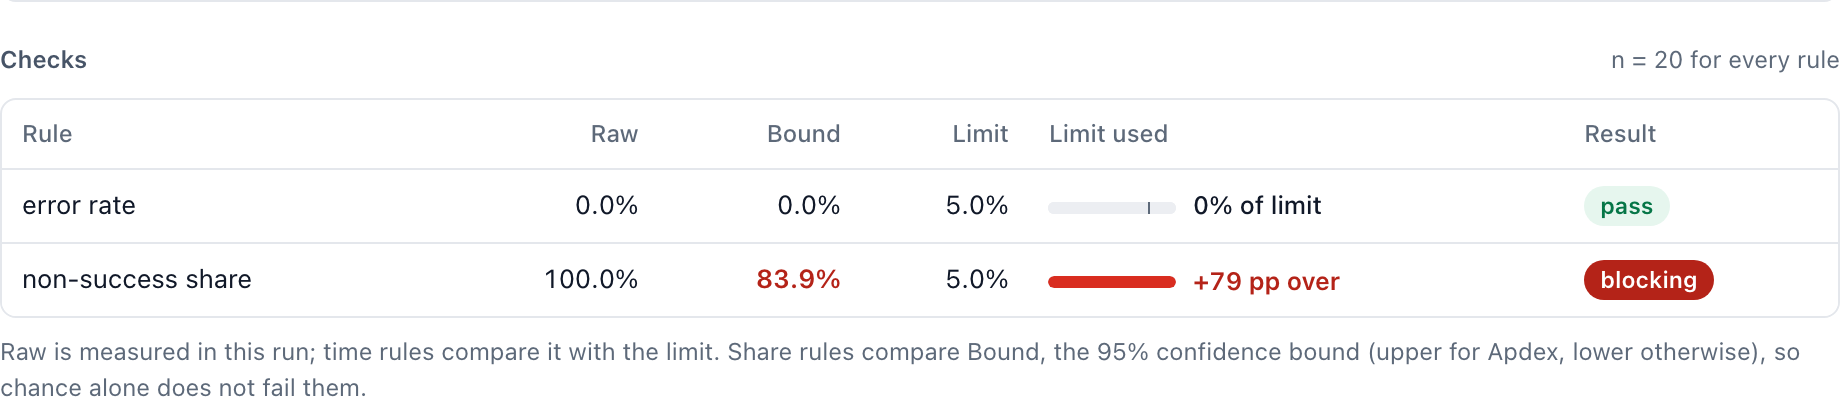 Checks
n = 20 for every rule
Rule Raw Bound Limit Limit used Result
error rate 0.0% 0.0% 5.0% 0% of limit pass
non-success share 100.0% 83.9% 5.0% +79 pp over blocking
Raw is measured in this run; time rules compare it with the limit. Share rules compare Bound, the 95% confidence bound (upper for Apdex, lower otherwise), so
chance alone does not fail them.